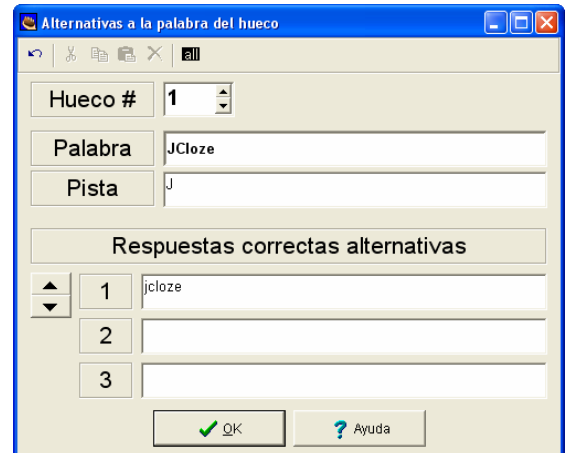 Alternativas a la palabra del hueco
all
Hueco # 1
Palabra JCloze
Pista J
Respuestas correctas alternativas
1 jcloze
2
3
OK ? Ayuda